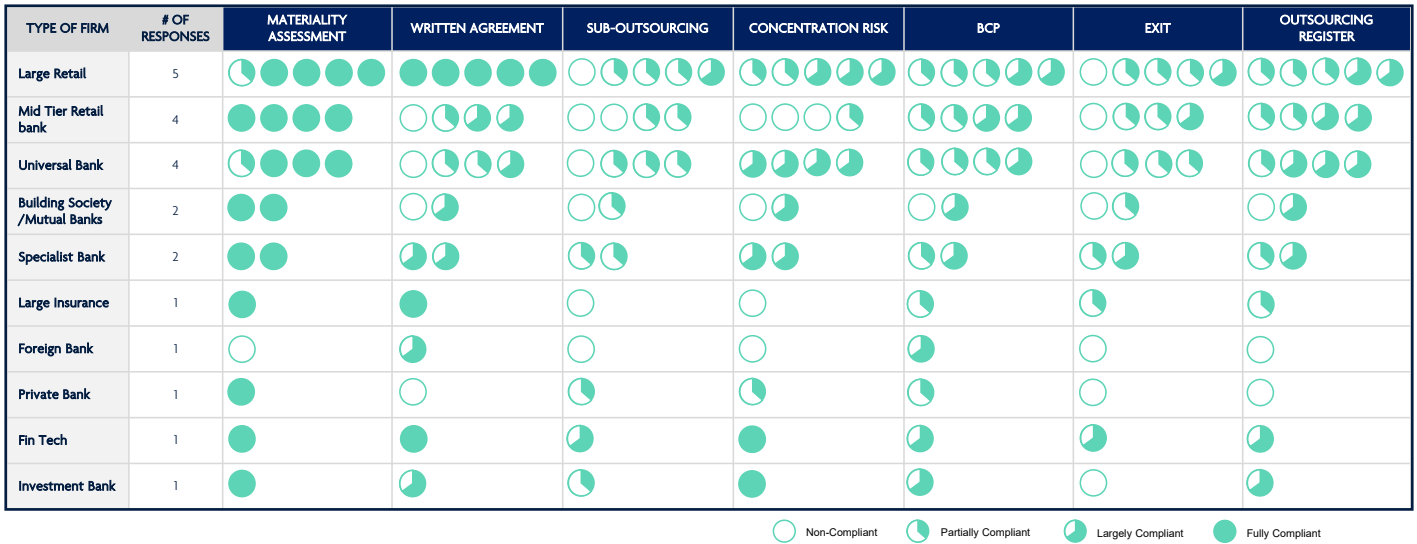 TYPE OF FIRM
# OF
RESPONSES
MATERIALITY
ASSESSMENT
WRITTEN AGREEMENT
SUB-OUTSOURCING
CONCENTRATION RISK
BCP
EXIT
OUTSOURCING
REGISTER
Large Retail
5
Mid Tier Retail
bank
4
Universal Bank
4
Building Society
/Mutual Banks
2
Specialist Bank
2
Large Insurance
1
Foreign Bank
1
Private Bank
1
Fin Tech
1
Investment Bank
1
Non-Compliant
Partially Compliant
Largely Compliant
Fully Compliant